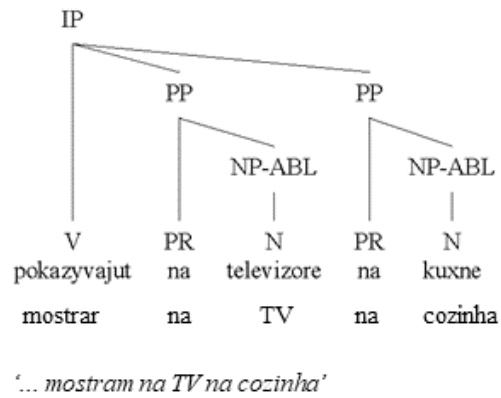 IP
PP PP
NP-ABL NP-ABL
V PR N PR N
pokazyvajut na televizore na kuxne
mostrar na TV na cozinha
‘... mostram na TV na cozinha’